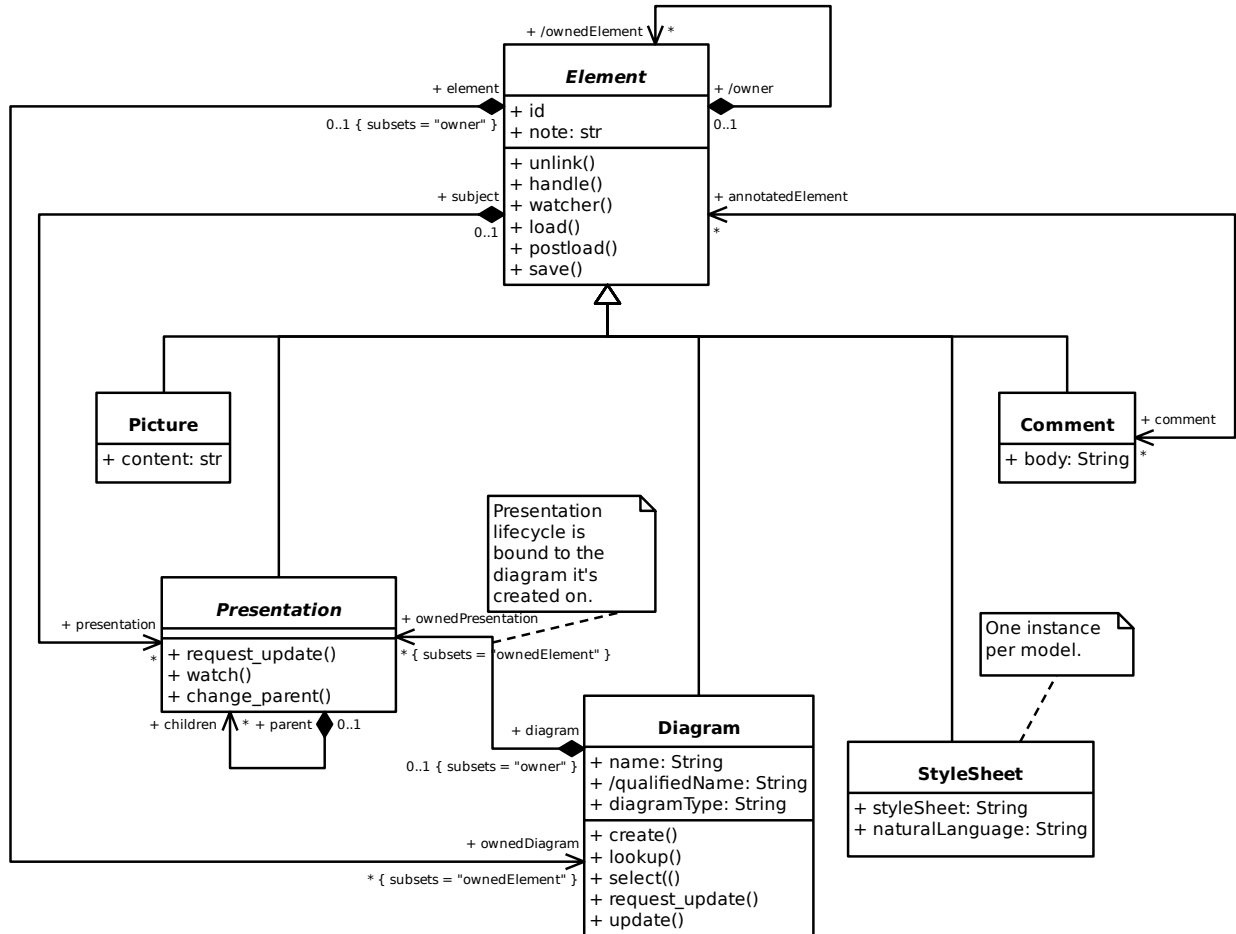 + /ownedElement
*
Element
+ element
+ /owner
0..1 { subsets = "owner" }
+ id
+ note: str
0..1
+ unlink()
+ handle()
+ watcher()
+ load()
+ postload()
+ save()
+ subject
0..1
+ annotatedElement
*
Picture
+ content: str
Comment
+ body: String
+ comment
*
Presentation
lifecycle is
bound to the
diagram it's
created on.
Presentation
+ request_update()
+ watch()
+ change_parent()
+ presentation
*
+ ownedPresentation
* { subsets = "ownedElement" }
One instance
per model.
+ children
*
+ parent
0..1
+ diagram
0..1 { subsets = "owner" }
Diagram
+ name: String
+ /qualifiedName: String
+ diagramType: String
+ create()
+ lookup()
+ select(()
+ request_update()
+ update()
StyleSheet
+ styleSheet: String
+ naturalLanguage: String
+ ownedDiagram
* { subsets = "ownedElement" }